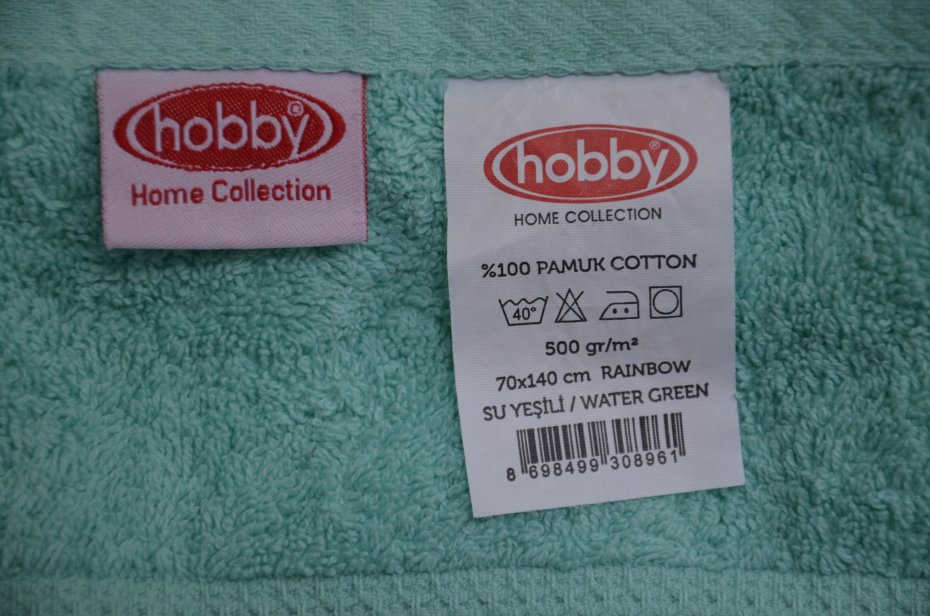 hobby®
Home Collection
hobby®
HOME COLLECTION
%100 PAMUK COTTON
40°
500 gr/m²
70x140 cm RAINBOW
SU YEŞİLİ / WATER GREEN
8 698499 308961